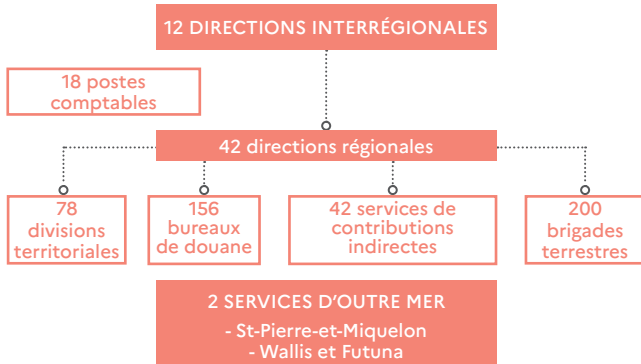 12 DIRECTIONS INTERRÉGIONALES
18 postes
comptables
42 directions régionales
78
divisions
territoriales
156
bureaux
de douane
42 services de
contributions
indirectes
200
brigades
terrestres
2 SERVICES D'OUTRE MER
- St-Pierre-et-Miquelon
- Wallis et Futuna